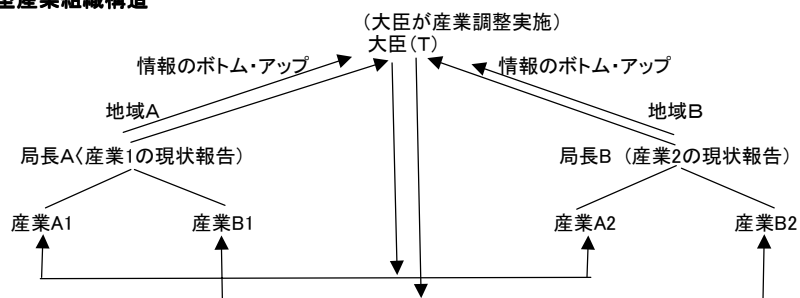 産業組織構造
（大臣が産業調整実施）
大臣（T）
情報のボトム・アップ
情報のボトム・アップ
地域A
地域B
局長A〈産業1の現状報告）
局長B （産業2の現状報告）
産業A1
産業B1
産業A2
産業B2